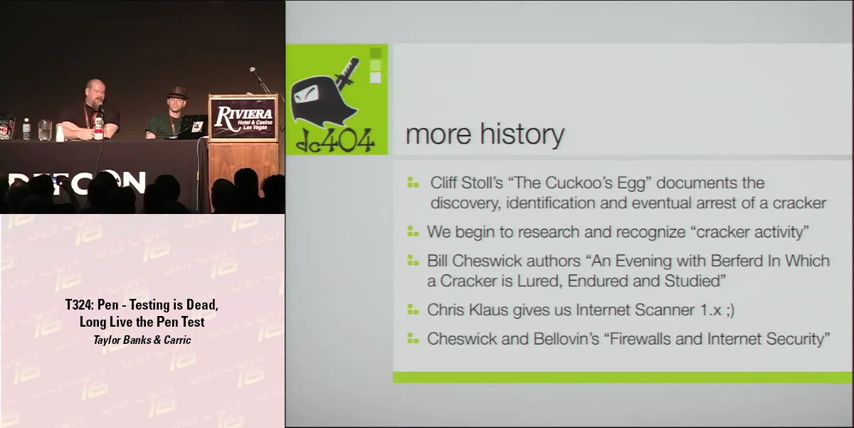 RIVIERA
Hotel & Casino
Las Vegas
DEFCON
T324: Pen - Testing is Dead,
Long Live the Pen Test
Taylor Banks & Carric
dc404
more history
Cliff Stoll's “The Cuckoo's Egg” documents the
discovery, identification and eventual arrest of a cracker
We begin to research and recognize “cracker activity”
Bill Cheswick authors “An Evening with Berferd In Which
a Cracker is Lured, Endured and Studied”
Chris Klaus gives us Internet Scanner 1.x ;)
Cheswick and Bellovin's “Firewalls and Internet Security”